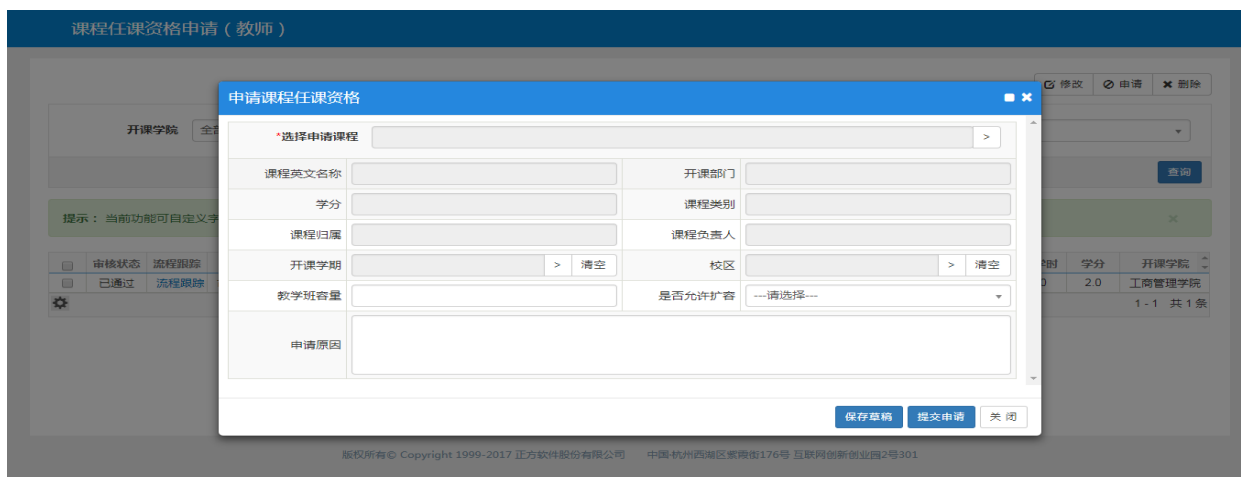 课程任课资格申请（教师）
修改 申请 删除
申请课程任课资格
开课学院
*选择申请课程 >
课程英文名称 开课部门
查询
学分 课程类别
提示： 当前功能可自定义字
课程归属 课程负责人
审核状态 流程跟踪 开课学期 > 清空 校区 > 清空 学分 开课学院
已通过 流程跟踪 2.0 工商管理学院
教学班容量 是否允许扩容 ---请选择---
1 - 1 共 1 条
申请原因
保存草稿 提交申请 关 闭
版权所有© Copyright 1999-2017 正方软件股份有限公司 中国·杭州西湖区紫霞街176号 互联网创新创业园2号301